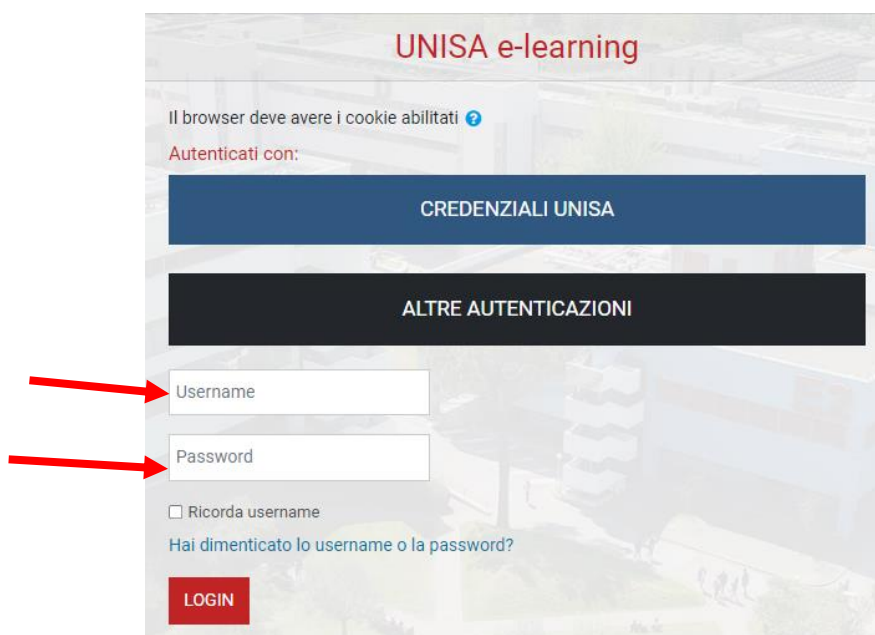 UNISA e-learning
Il browser deve avere i cookie abilitati ?
Autenticati con:
CREDENZIALI UNISA
ALTRE AUTENTICAZIONI
Username
Password
Ricorda username
Hai dimenticato lo username o la password?
LOGIN